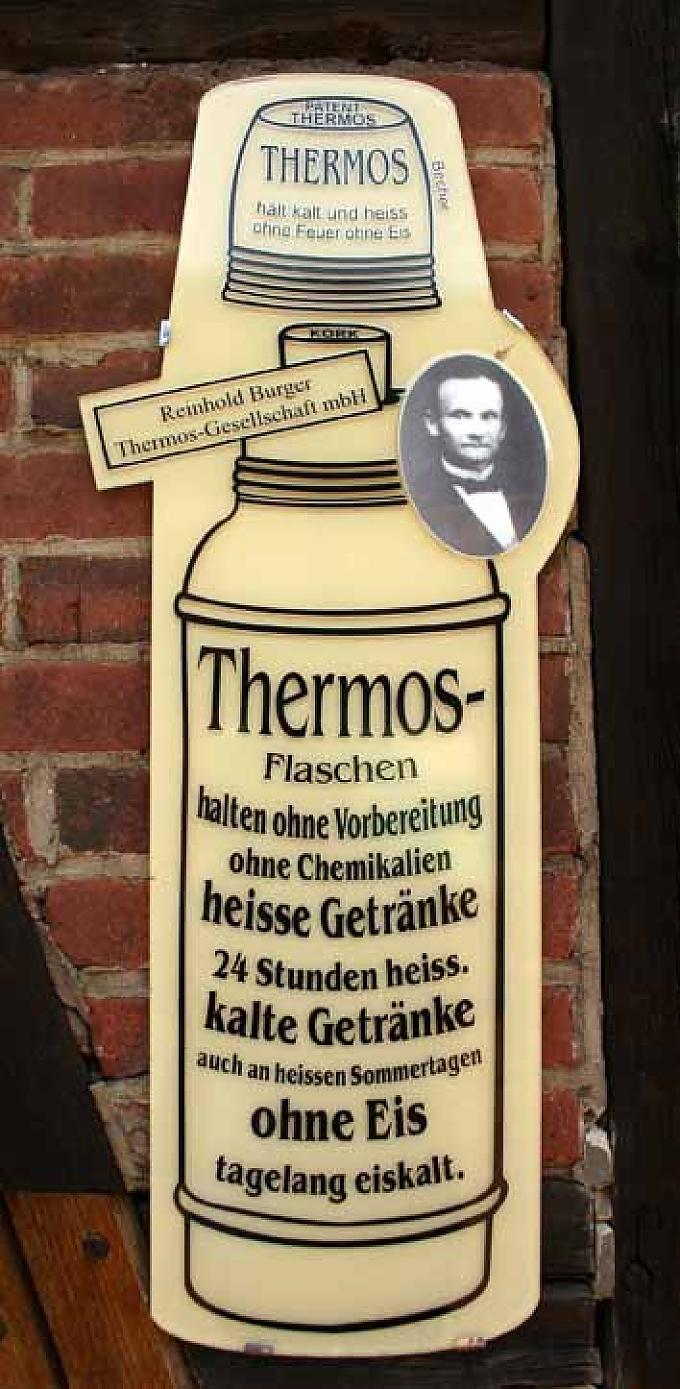 PATENT
THERMOS
THERMOS
hält kalt und heiss
ohne Feuer ohne Eis
Becher
KORK
Reinhold Burger
Thermos-Gesellschaft mbH
Thermos-
Flaschen
halten ohne Vorbereitung
ohne Chemikalien
heisse Getränke
24 Stunden heiss.
kalte Getränke
auch an heissen Sommertagen
ohne Eis
tagelang eiskalt.